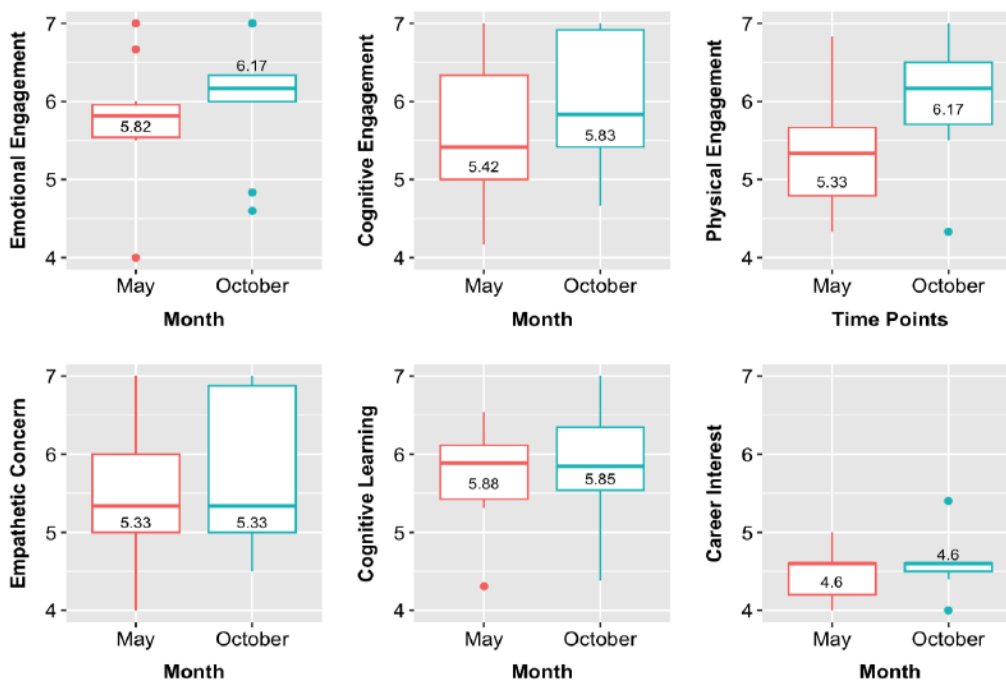 Emotional Engagement
7
6
5
4
5.82
6.17
May
October
Month
Cognitive Engagement
7
6
5
4
5.42
5.83
May
October
Month
Physical Engagement
7
6
5
4
5.33
6.17
May
October
Time Points
Empathetic Concern
7
6
5
4
5.33
5.33
May
October
Month
Cognitive Learning
7
6
5
4
5.88
5.85
May
October
Month
Career Interest
7
6
5
4
4.6
4.6
May
October
Month